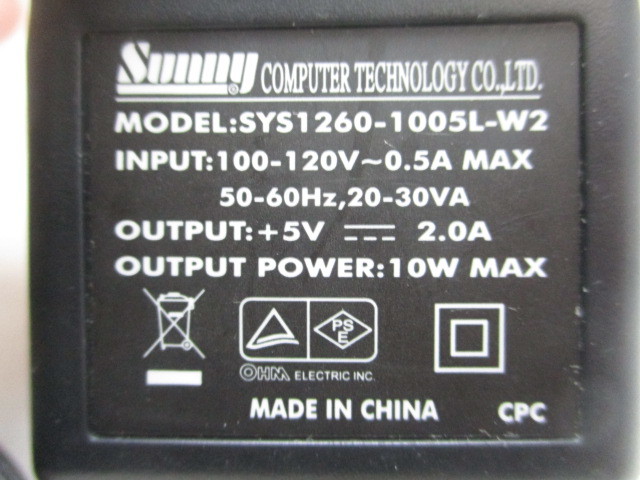 Sunny® COMPUTER TECHNOLOGY CO.,LTD.
MODEL:SYS1260-1005L-W2
INPUT:100-120V~0.5A MAX
50-60Hz,20-30VA
OUTPUT:+5V ⎓ 2.0A
OUTPUT POWER:10W MAX
PSE
OHM ELECTRIC INC.
MADE IN CHINA CPC